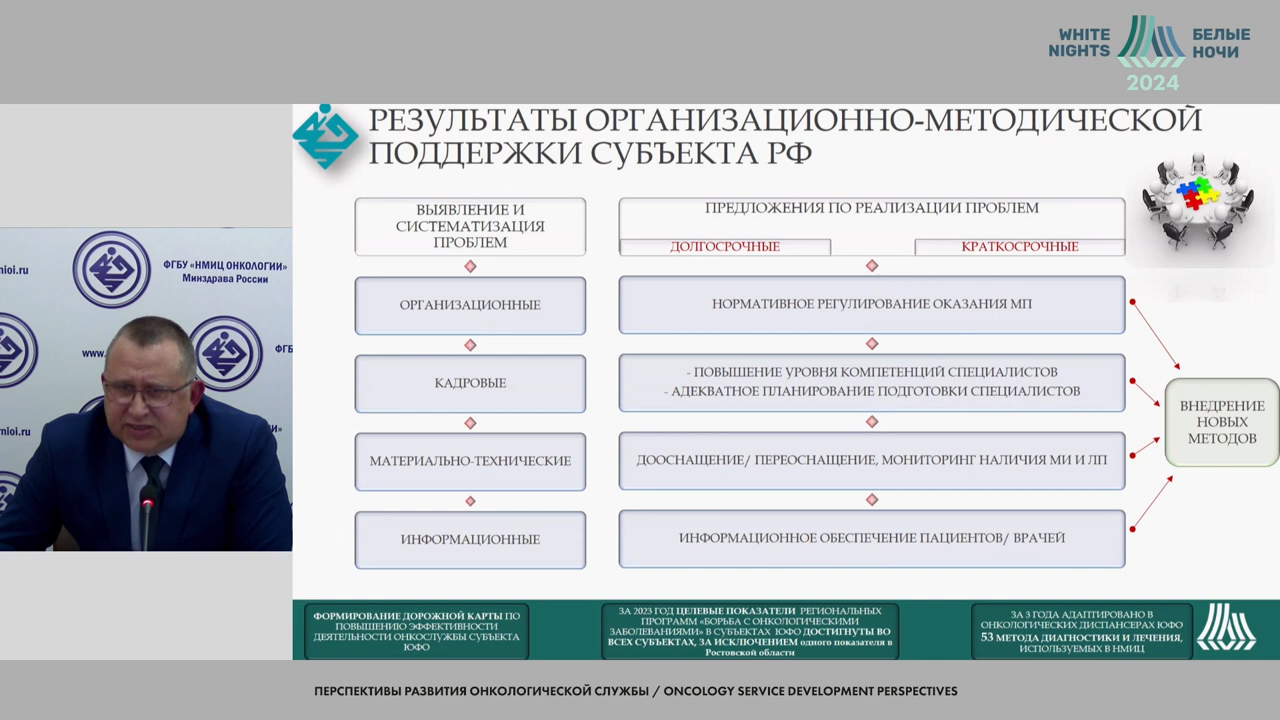 WHITE NIGHTS
БЕЛЫЕ НОЧИ
2024
РЕЗУЛЬТАТЫ ОРГАНИЗАЦИОННО-МЕТОДИЧЕСКОЙ
ПОДДЕРЖКИ СУБЪЕКТА РФ
ВЫЯВЛЕНИЕ И
СИСТЕМАТИЗАЦИЯ
ПРОБЛЕМ
ПРЕДЛОЖЕНИЯ ПО РЕАЛИЗАЦИИ ПРОБЛЕМ
ДОЛГОСРОЧНЫЕ
КРАТКОСРОЧНЫЕ
ОРГАНИЗАЦИОННЫЕ
НОРМАТИВНОЕ РЕГУЛИРОВАНИЕ ОКАЗАНИЯ МП
КАДРОВЫЕ
- ПОВЫШЕНИЕ УРОВНЯ КОМПЕТЕНЦИЙ СПЕЦИАЛИСТОВ
- АДЕКВАТНОЕ ПЛАНИРОВАНИЕ ПОДГОТОВКИ СПЕЦИАЛИСТОВ
МАТЕРИАЛЬНО-ТЕХНИЧЕСКИЕ
ДООСНАЩЕНИЕ/ ПЕРЕОСНАЩЕНИЕ, МОНИТОРИНГ НАЛИЧИЯ МИ И ЛП
ИНФОРМАЦИОННЫЕ
ИНФОРМАЦИОННОЕ ОБЕСПЕЧЕНИЕ ПАЦИЕНТОВ/ ВРАЧЕЙ
ВНЕДРЕНИЕ
НОВЫХ
МЕТОДОВ
ФОРМИРОВАНИЕ ДОРОЖНОЙ КАРТЫ ПО
ПОВЫШЕНИЮ ЭФФЕКТИВНОСТИ
ДЕЯТЕЛЬНОСТИ ОНКОСЛУЖБЫ СУБЪЕКТА
ЮФО
ЗА 2023 ГОД ЦЕЛЕВЫЕ ПОКАЗАТЕЛИ РЕГИОНАЛЬНЫХ
ПРОГРАММ «БОРЬБА С ОНКОЛОГИЧЕСКИМИ
ЗАБОЛЕВАНИЯМИ» В СУБЪЕКТАХ ЮФО ДОСТИГНУТЫ ВО
ВСЕХ СУБЪЕКТАХ, ЗА ИСКЛЮЧЕНИЕМ одного показателя в
Ростовской области
ЗА 3 ГОДА АДАПТИРОВАНО В
ОНКОЛОГИЧЕСКИХ ДИСПАНСЕРАХ ЮФО
53 МЕТОДА ДИАГНОСТИКИ И ЛЕЧЕНИЯ,
ИСПОЛЬЗУЕМЫХ В НМИЦ
nioi.ru
ФГБУ «НМИЦ ОНКОЛОГИИ»
Минздрава России
www.
ФГБ
rnioi.ru
И»
ПЕРСПЕКТИВЫ РАЗВИТИЯ ОНКОЛОГИЧЕСКОЙ СЛУЖБЫ / ONCOLOGY SERVICE DEVELOPMENT PERSPECTIVES